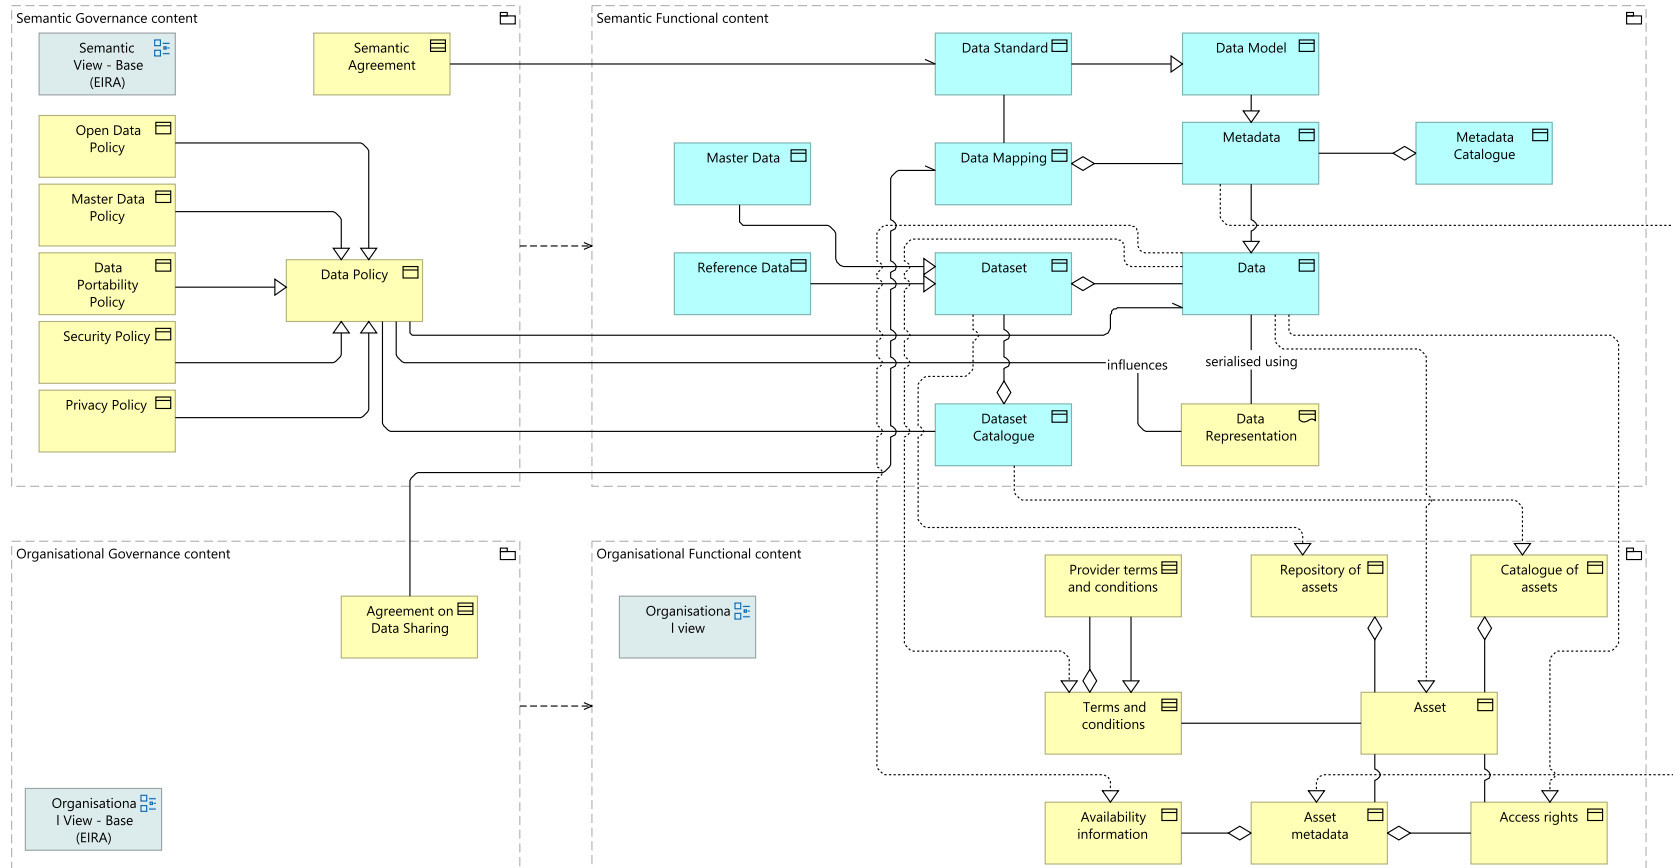 Semantic Governance content
Semantic
View - Base
(EIRA)
Semantic
Agreement
Open Data
Policy
Master Data
Policy
Data
Portability
Policy
Security Policy
Privacy Policy
Data Policy
Semantic Functional content
Data Standard
Data Model
Master Data
Data Mapping
Metadata
Metadata
Catalogue
Reference Data
Dataset
Data
influences
serialised using
Dataset
Catalogue
Data
Representation
Organisational Governance content
Agreement on
Data Sharing
Organisationa
l View - Base
(EIRA)
Organisational Functional content
Organisationa
l view
Provider terms
and conditions
Repository of
assets
Catalogue of
assets
Terms and
conditions
Asset
Availability
information
Asset
metadata
Access rights